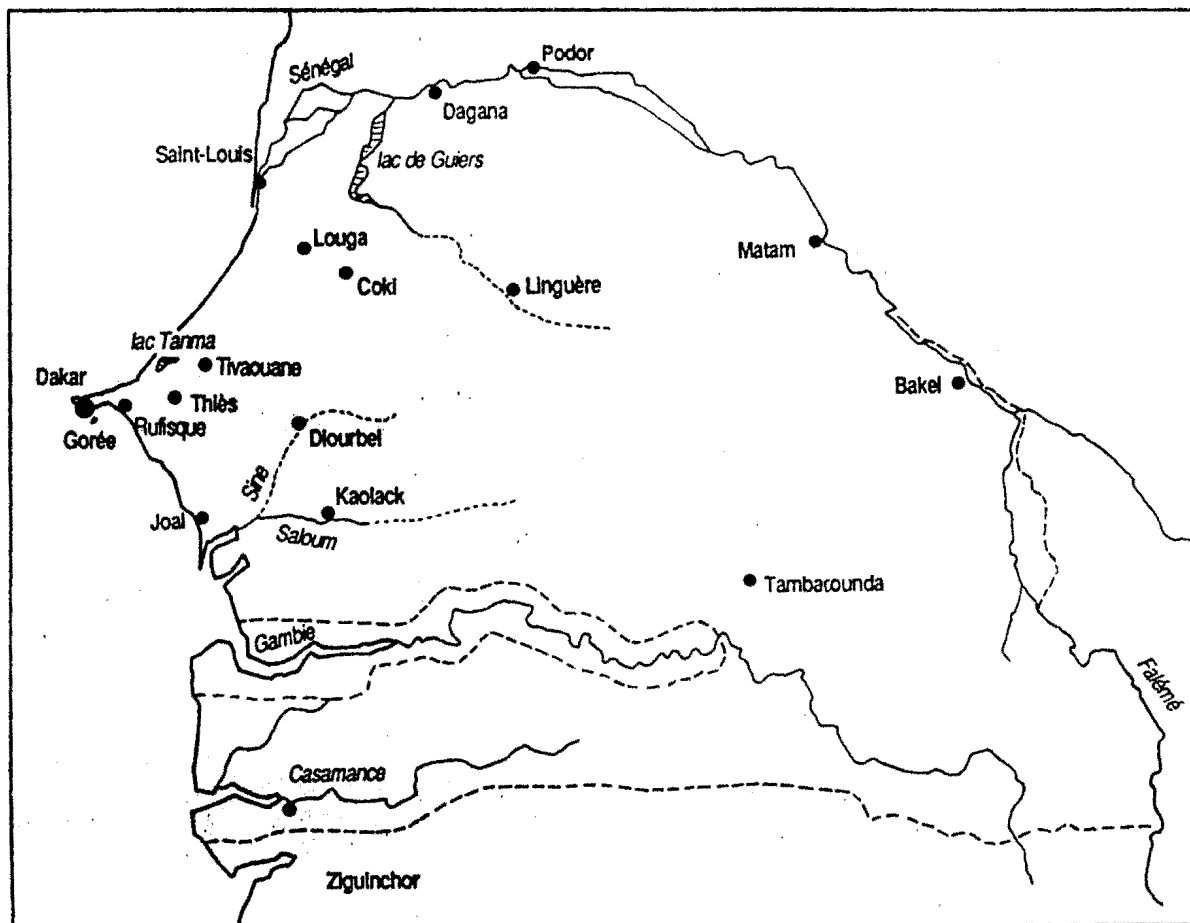 Podor
Sénégal
Dagana
Saint-Louis
lac de Guiers
Louga
Matam
Coki
Linguère
lac Tanma
Tivaouane
Dakar
Bakel
Thiès
Rufisque
Gorée
Diourbel
Sine
Kaolack
Joal
Saloum
Tambacounda
Gambie
Falémé
Casamance
Ziguinchor